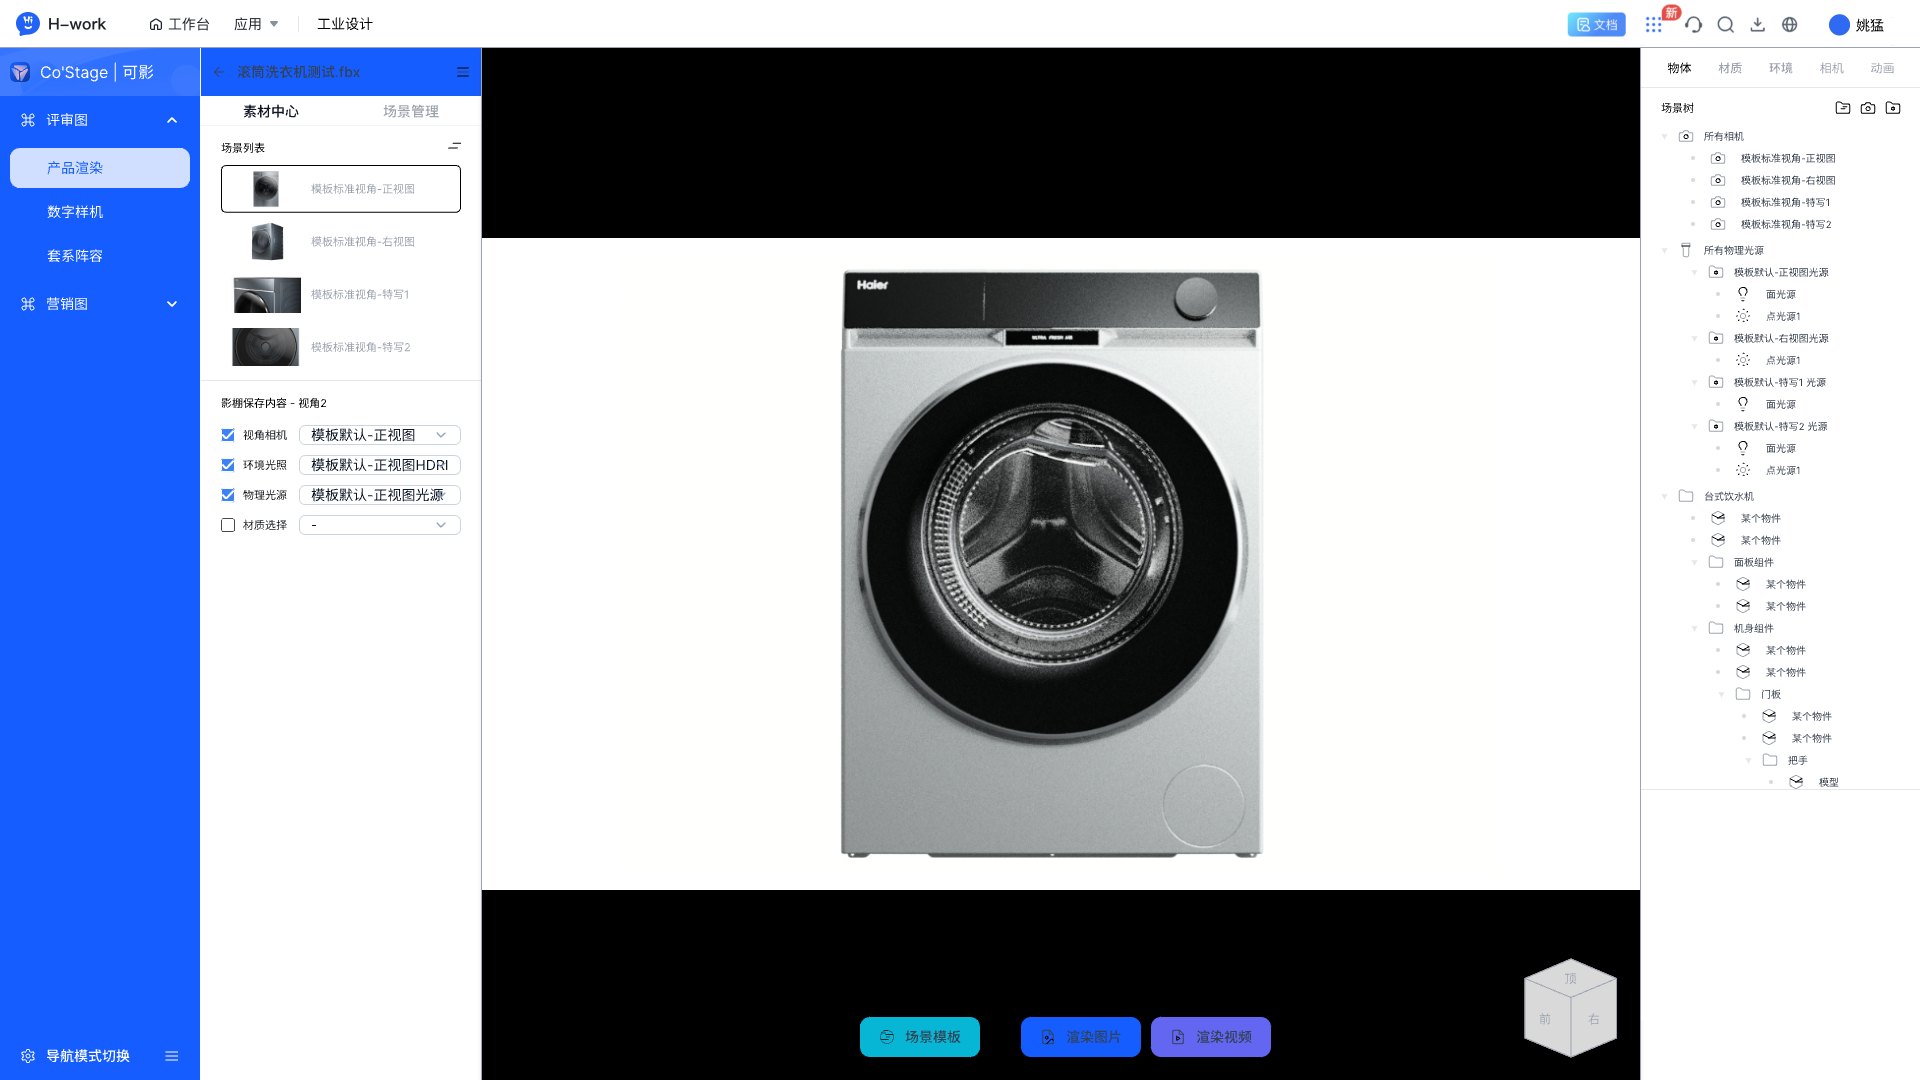 H-work
工作台
应用
工业设计
文档
新
姚猛
Co'Stage | 可影
评审图
产品渲染
数字样机
套系阵容
营销图
导航模式切换
滚筒洗衣机测试.fbx
素材中心
场景管理
场景列表
模板标准视角-正视图
模板标准视角-右视图
模板标准视角-特写1
模板标准视角-特写2
影棚保存内容 - 视角2
视角相机
模板默认-正视图
环境光照
模板默认-正视图HDRI
物理光源
模板默认-正视图光源
材质选择
-
Haier
ULTRA FRESH AIR
场景模板
渲染图片
渲染视频
顶
前
右
物体
材质
环境
相机
动画
场景树
所有相机
模板标准视角-正视图
模板标准视角-右视图
模板标准视角-特写1
模板标准视角-特写2
所有物理光源
模板默认-正视图光源
面光源
点光源1
模板默认-右视图光源
点光源1
模板默认-特写1 光源
面光源
模板默认-特写2 光源
面光源
点光源1
台式饮水机
某个物件
某个物件
面板组件
某个物件
某个物件
机身组件
某个物件
某个物件
门板
某个物件
某个物件
把手
模型